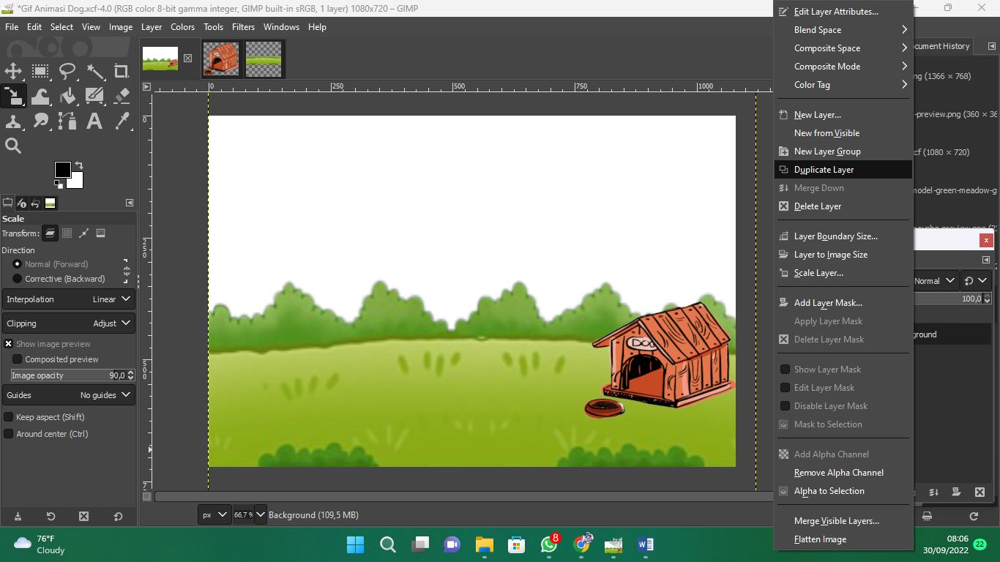 *Gif Animasi Dog.xcf-4.0 (RGB color 8-bit gamma integer, GIMP built-in sRGB, 1 layer) 1080x720 – GIMP
File Edit Select View Image Layer Colors Tools Filters Windows Help
0 250 500 750 1000
0
250
500
7
Scale
Transform:
Direction
Normal (Forward)
Corrective (Backward)
Interpolation Linear
Clipping Adjust
Show image preview
Composited preview
Image opacity 90,0
Guides No guides
Keep aspect (Shift)
Around center (Ctrl)
DOG
px 66,7 % Background (109,5 MB)
Edit Layer Attributes...
Blend Space
Composite Space
Composite Mode
Color Tag
New Layer...
New from Visible
New Layer Group
Duplicate Layer
Merge Down
Delete Layer
Layer Boundary Size...
Layer to Image Size
Scale Layer...
Add Layer Mask...
Apply Layer Mask
Delete Layer Mask
Show Layer Mask
Edit Layer Mask
Disable Layer Mask
Mask to Selection
Add Alpha Channel
Remove Alpha Channel
Alpha to Selection
Merge Visible Layers...
Flatten Image
ocument History
ng (1366 × 768)
-preview.png (360 × 36
cf (1080 × 720)
model-green-meadow-g
Normal
100,0
ground
76°F
Cloudy
8
08:06
30/09/2022
22